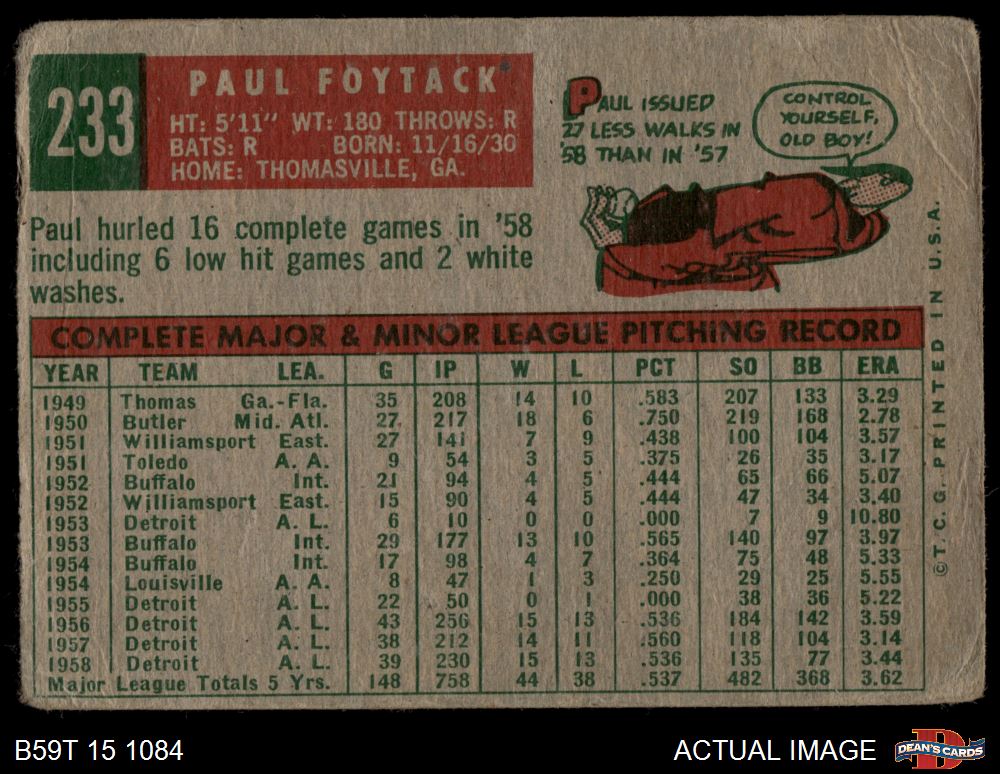 233
PAUL FOYTACK
HT: 5'11" WT: 180 THROWS: R
BATS: R BORN: 11/16/30
HOME: THOMASVILLE, GA.
PAUL ISSUED
27 LESS WALKS IN
'58 THAN IN '57
CONTROL
YOURSELF,
OLD BOY!
Paul hurled 16 complete games in '58
including 6 low hit games and 2 white
washes.
COMPLETE MAJOR & MINOR LEAGUE PITCHING RECORD
YEAR TEAM LEA. G IP W L PCT SO BB ERA
1949 Thomas Ga.-Fla. 35 208 14 10 .583 207 133 3.29
1950 Butler Mid. Atl. 27 217 18 6 .750 219 168 2.78
1951 Williamsport East. 27 141 7 9 .438 100 104 3.57
1951 Toledo A. A. 9 54 3 5 .375 26 35 3.17
1952 Buffalo Int. 21 94 4 5 .444 65 66 5.07
1952 Williamsport East. 15 90 4 5 .444 47 34 3.40
1953 Detroit A. L. 6 10 0 0 .000 7 9 10.80
1953 Buffalo Int. 29 177 13 10 .565 140 97 3.97
1954 Buffalo Int. 17 98 4 7 .364 75 48 5.33
1954 Louisville A. A. 8 47 1 3 .250 29 25 5.55
1955 Detroit A. L. 22 50 0 1 .000 38 36 5.22
1956 Detroit A. L. 43 256 15 13 .536 184 142 3.59
1957 Detroit A. L. 38 212 14 11 .560 118 104 3.14
1958 Detroit A. L. 39 230 15 13 .536 135 77 3.44
Major League Totals 5 Yrs. 148 758 44 38 .537 482 368 3.62
©T. C. G. PRINTED IN U.S.A.
B59T 15 1084
ACTUAL IMAGE
D
DEAN'S CARDS